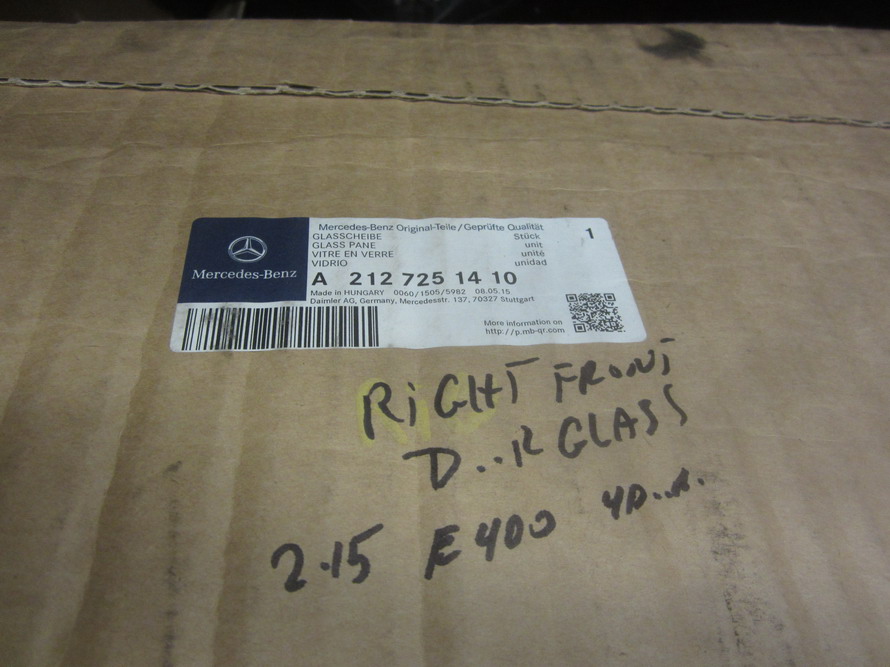 Mercedes-Benz
Mercedes-Benz Original-Teile/Geprüfte Qualität
GLASSCHEIBE Stück 1
GLASS PANE unit
VITRE EN VERRE unité
VIDRIO unidad
A 212 725 14 10
Made in HUNGARY 0060/1505/5982 08.05.15
Daimler AG, Germany, Mercedesstr. 137, 70327 Stuttgart
More information on
http://p.mb-qr.com
RiGHT FRONT
D..R GLASS
2.15 E400 4D..R.